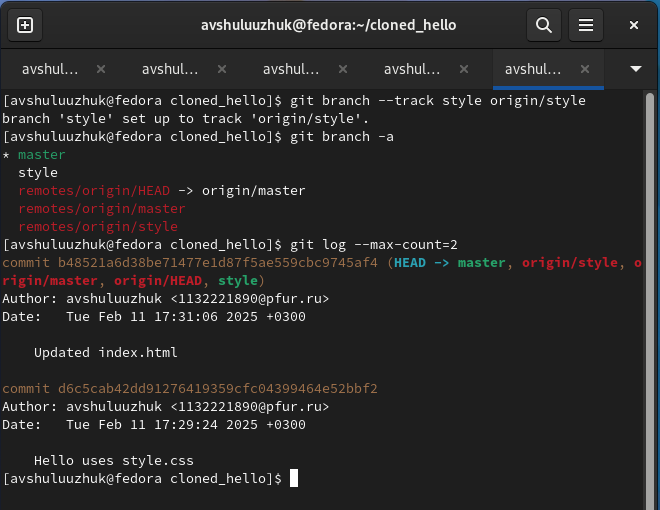 avshuluuzhuk@fedora:~/cloned_hello
avshul... × avshul... × avshul... × avshul... × avshul... ×
[avshuluuzhuk@fedora cloned_hello]$ git branch --track style origin/style
branch 'style' set up to track 'origin/style'.
[avshuluuzhuk@fedora cloned_hello]$ git branch -a
* master
  style
  remotes/origin/HEAD -> origin/master
  remotes/origin/master
  remotes/origin/style
[avshuluuzhuk@fedora cloned_hello]$ git log --max-count=2
commit b48521a6d38be71477e1d87f5ae559cbc9745af4 (HEAD -> master, origin/style, o
rigin/master, origin/HEAD, style)
Author: avshuluuzhuk <1132221890@pfur.ru>
Date:   Tue Feb 11 17:31:06 2025 +0300
    Updated index.html
commit d6c5cab42dd91276419359cfc04399464e52bbf2
Author: avshuluuzhuk <1132221890@pfur.ru>
Date:   Tue Feb 11 17:29:24 2025 +0300
    Hello uses style.css
[avshuluuzhuk@fedora cloned_hello]$